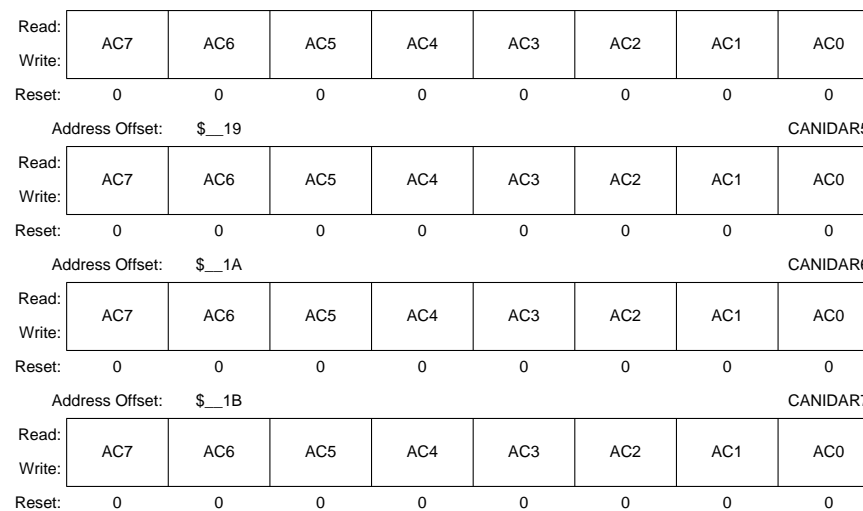 Read:
AC7 AC6 AC5 AC4 AC3 AC2 AC1 AC0
Write:
Reset: 0 0 0 0 0 0 0 0
Address Offset: $__19 CANIDAR5
Read:
AC7 AC6 AC5 AC4 AC3 AC2 AC1 AC0
Write:
Reset: 0 0 0 0 0 0 0 0
Address Offset: $__1A CANIDAR6
Read:
AC7 AC6 AC5 AC4 AC3 AC2 AC1 AC0
Write:
Reset: 0 0 0 0 0 0 0 0
Address Offset: $__1B CANIDAR7
Read:
AC7 AC6 AC5 AC4 AC3 AC2 AC1 AC0
Write:
Reset: 0 0 0 0 0 0 0 0